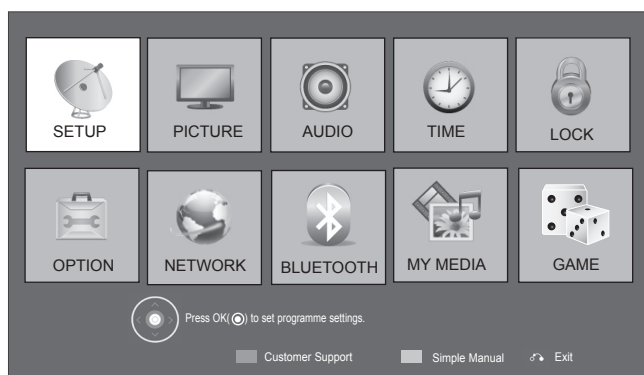 SETUP PICTURE AUDIO TIME LOCK
OPTION NETWORK BLUETOOTH MY MEDIA GAME
Press OK( ) to set programme settings.
Customer Support Simple Manual Exit